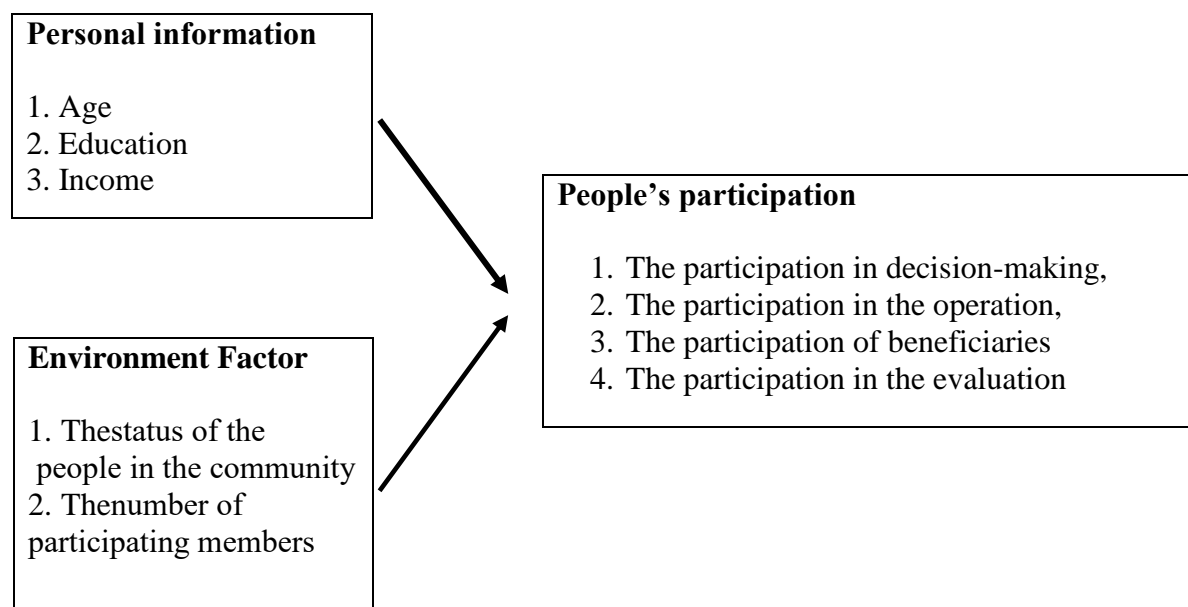 Personal information
1. Age
2. Education
3. Income
Environment Factor
1. Thestatus of the
people in the community
2. Thenumber of
participating members
People’s participation
1. The participation in decision-making,
2. The participation in the operation,
3. The participation of beneficiaries
4. The participation in the evaluation